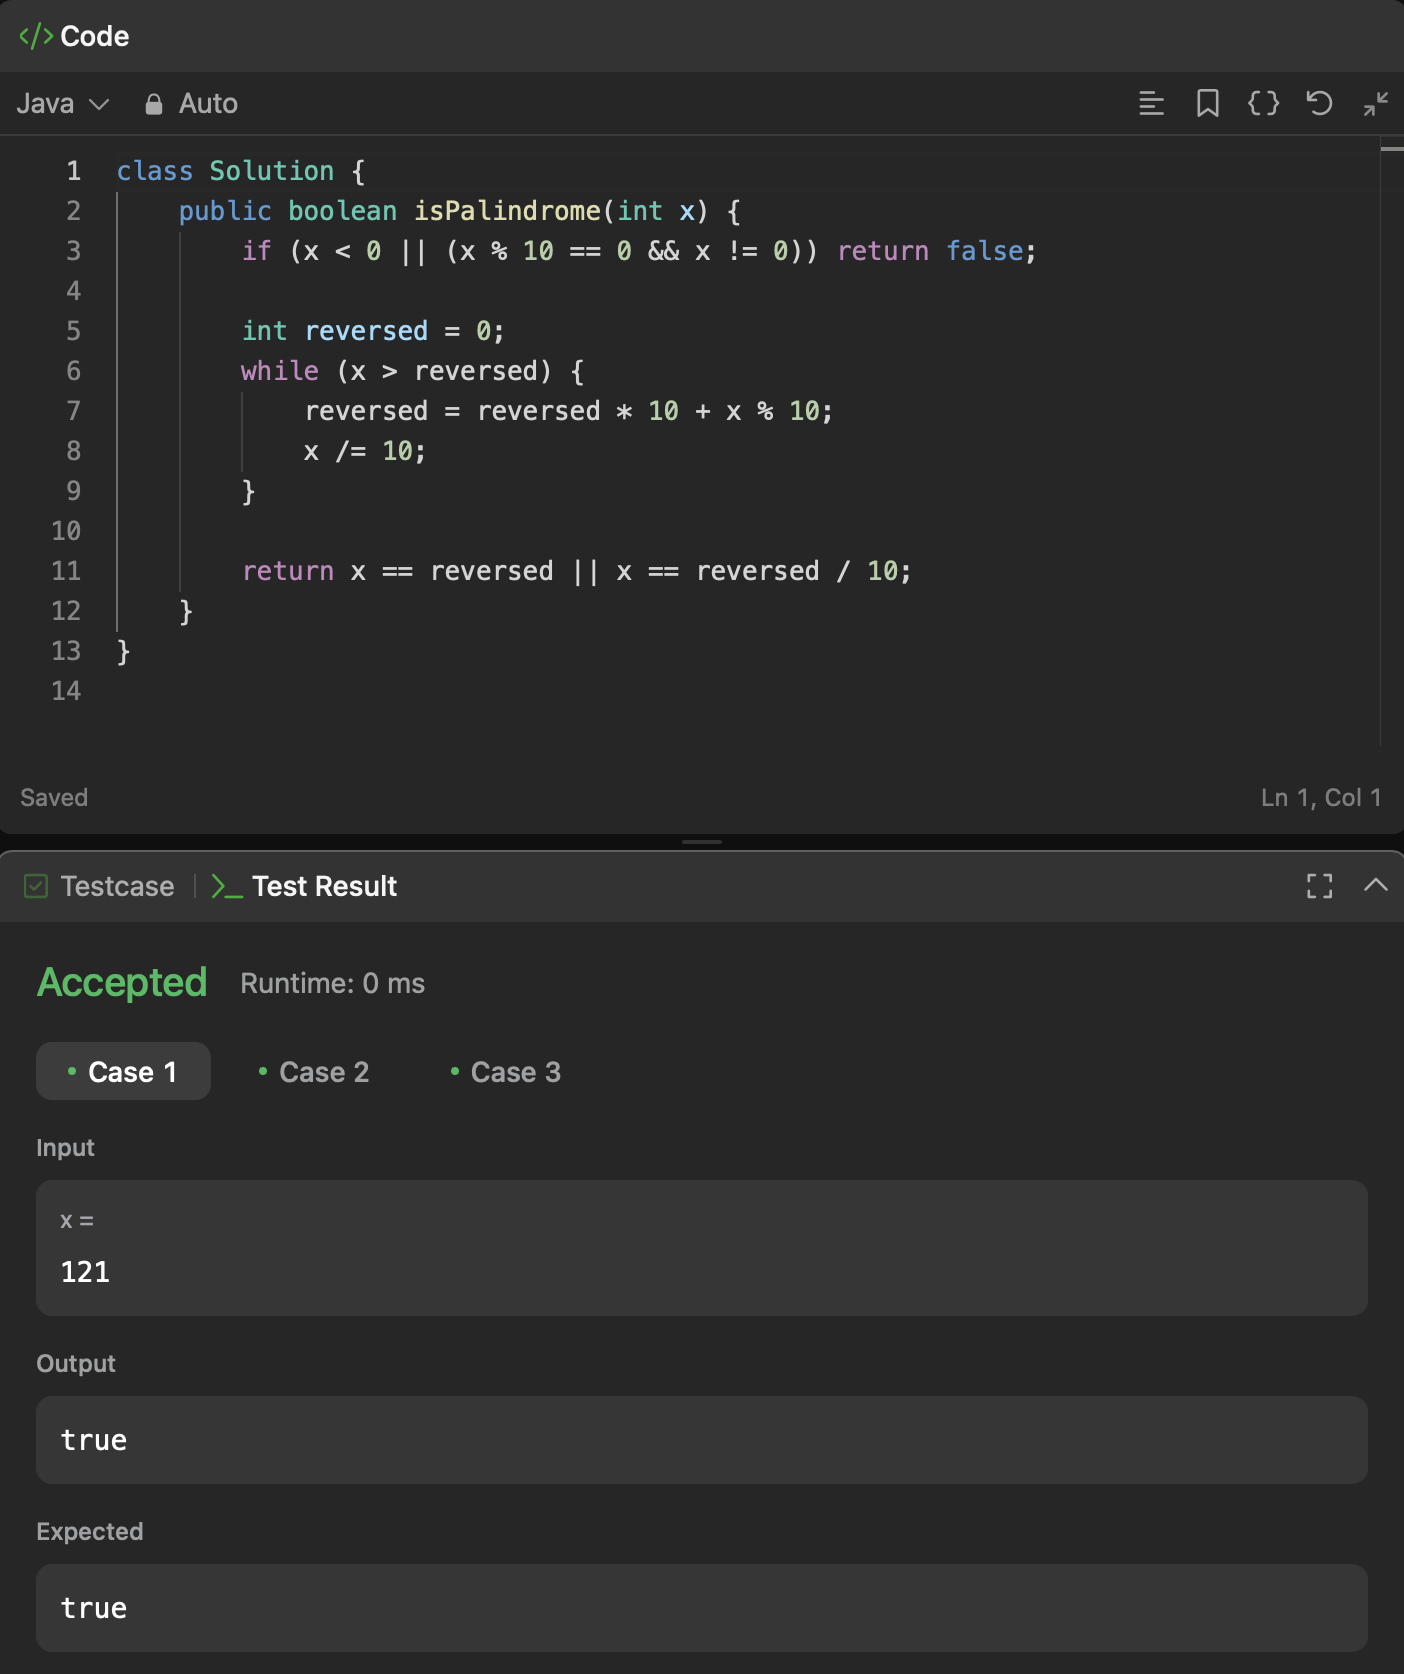 </> Code
Java Auto
1 class Solution {
2     public boolean isPalindrome(int x) {
3         if (x < 0 || (x % 10 == 0 && x != 0)) return false;
4
5         int reversed = 0;
6         while (x > reversed) {
7             reversed = reversed * 10 + x % 10;
8             x /= 10;
9         }
10
11         return x == reversed || x == reversed / 10;
12     }
13 }
14
Saved Ln 1, Col 1
Testcase | >_ Test Result
Accepted Runtime: 0 ms
• Case 1 • Case 2 • Case 3
Input
x =
121
Output
true
Expected
true